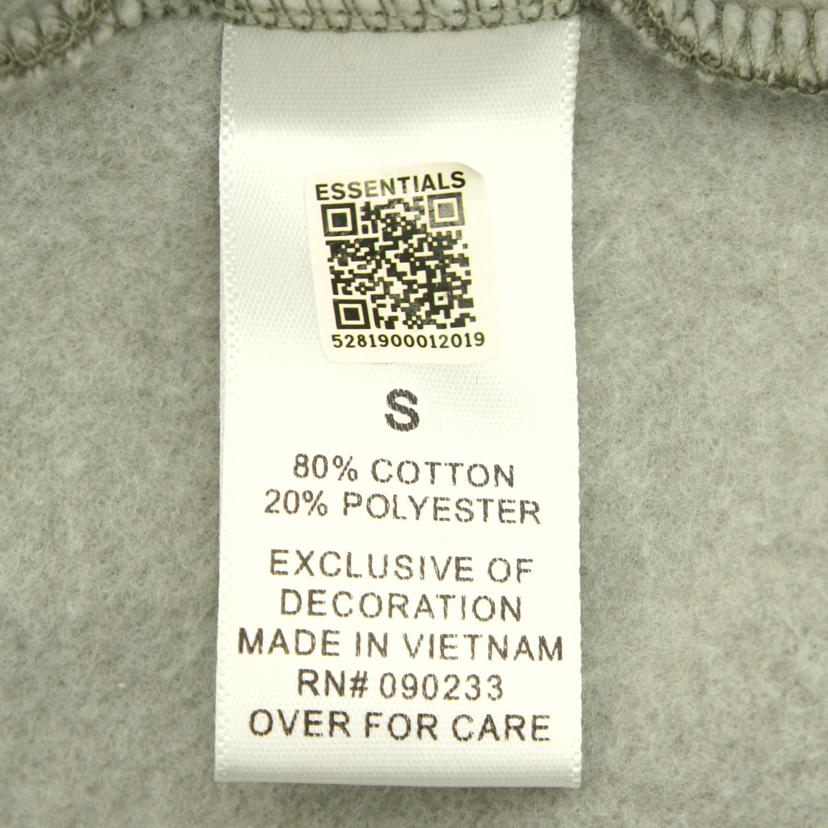 ESSENTIALS
5281900012019
S
80% COTTON
20% POLYESTER
EXCLUSIVE OF
DECORATION
MADE IN VIETNAM
RN# 090233
OVER FOR CARE